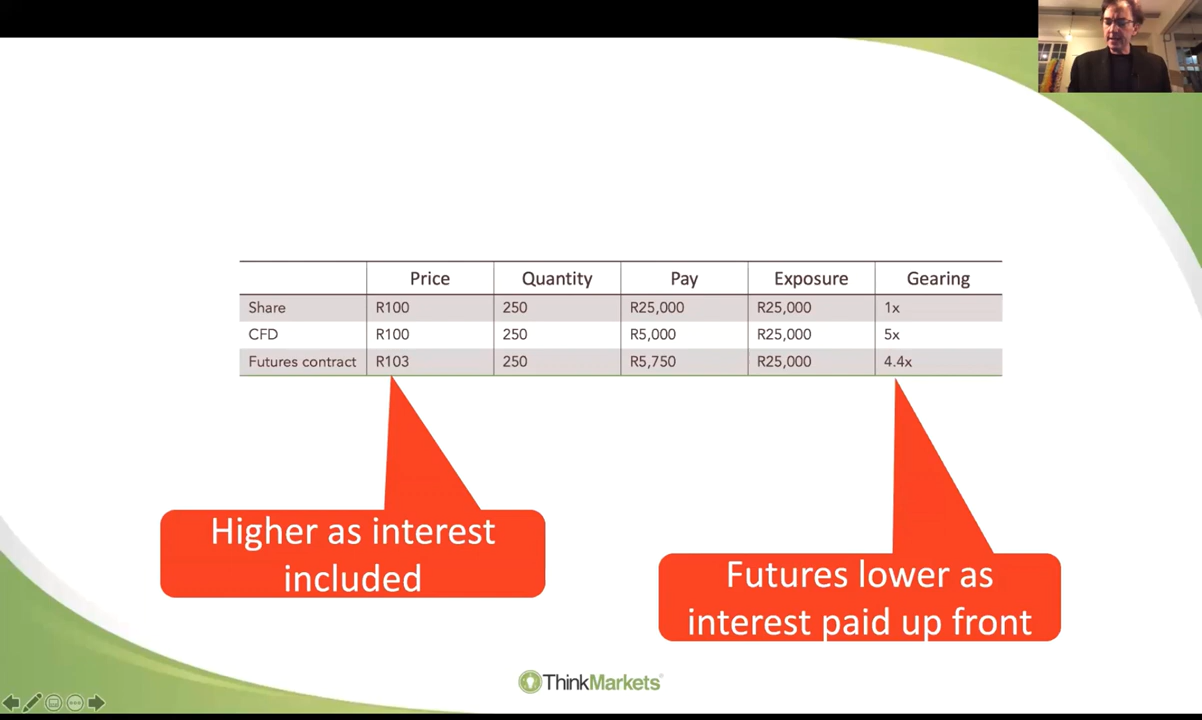 Price Quantity Pay Exposure Gearing
Share R100 250 R25,000 R25,000 1x
CFD R100 250 R5,000 R25,000 5x
Futures contract R103 250 R5,750 R25,000 4.4x
Higher as interest
included
Futures lower as
interest paid up front
ThinkMarkets